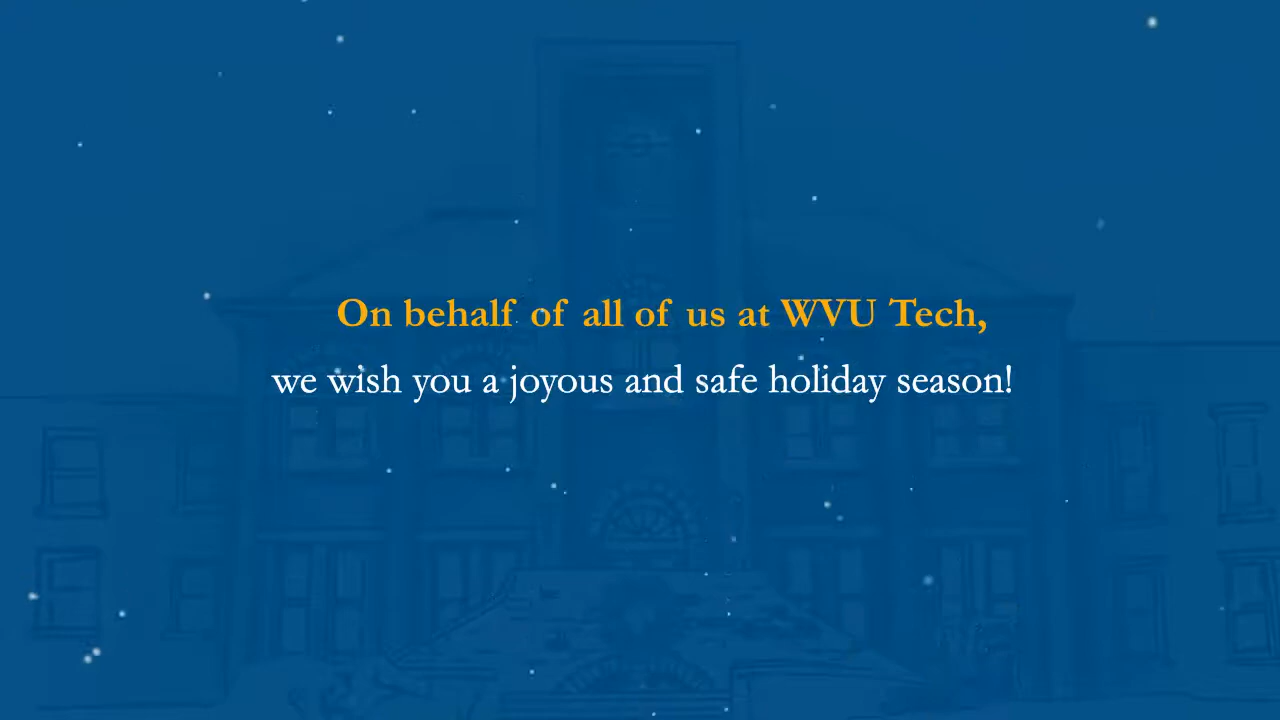 On behalf of all of us at WVU Tech,
we wish you a joyous and safe holiday season!